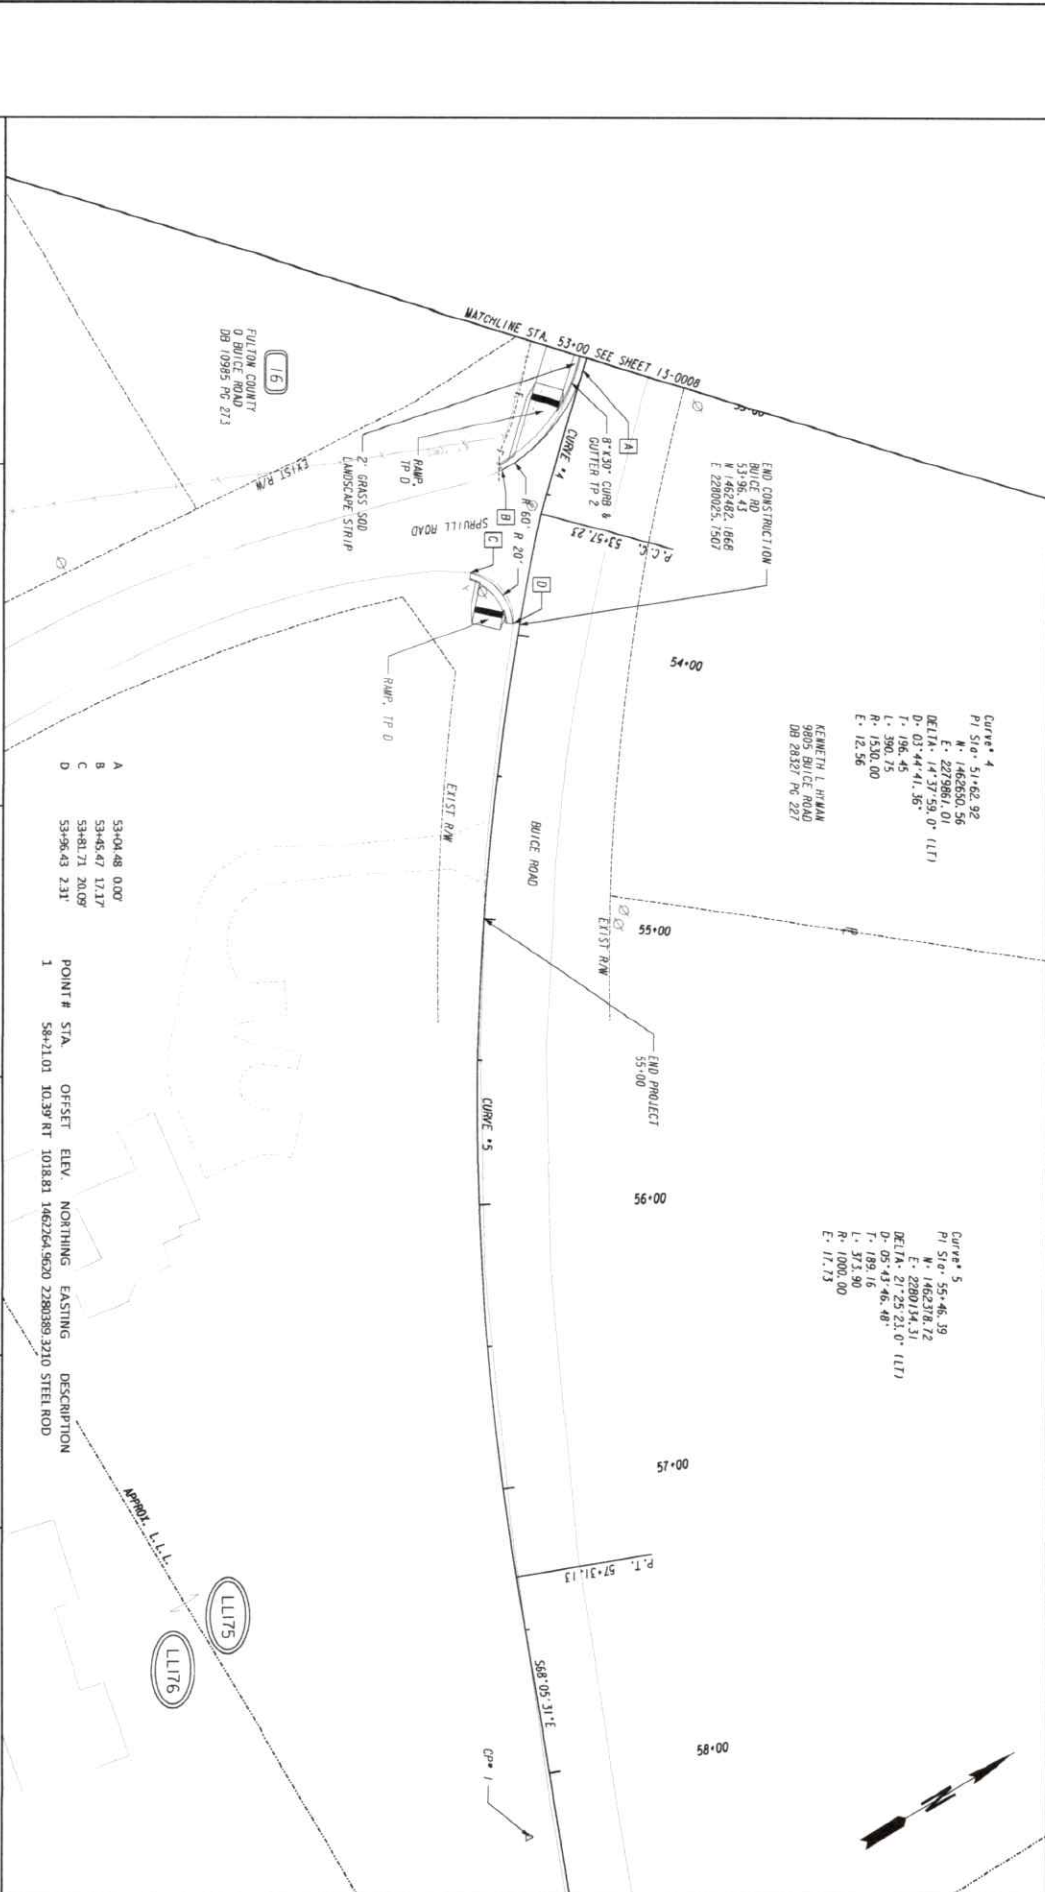 MATCHLINE STA. 53+00 SEE SHEET 13-0008
16
FULTON COUNTY
0 BUICE ROAD
DB 10985 PG 273
EXIST R/W
2' GRASS SOD
LANDSCAPE STRIP
RAMP,
TP D
SPRUILL ROAD
8"X30" CURB &
GUTTER TP 2
CURVE #4
A
B
C
D
R 60'
R 20'
P.C.C. 53+57.23
END CONSTRUCTION
BUICE RD
53+96.43
N 1462482.1868
E 2280025.7507
RAMP, TP D
EXIST R/W
BUICE ROAD
EXIST R/W
54+00
55+00
56+00
57+00
58+00
KENNETH L HYMAN
9805 BUICE ROAD
DB 28327 PG 227
Curve# 4
PI Sta= 51+62.92
N= 1462650.56
E= 2279861.01
DELTA= 14°37'59.0" (LT)
D= 03°44'41.36"
T= 196.45
L= 390.75
R= 1530.00
E= 12.56
END PROJECT
55+00
CURVE #5
Curve# 5
PI Sta= 55+46.39
N= 1462378.72
E= 2280134.31
DELTA= 21°25'23.0" (LT)
D= 05°43'46.48"
T= 189.16
L= 373.90
R= 1000.00
E= 17.73
P.T. 57+31.13
S68°05'31"E
CP# 1
N
A 53+04.48 0.00'
B 53+45.47 17.17'
C 53+81.71 20.09'
D 53+96.43 2.31'
POINT # STA. OFFSET ELEV. NORTHING EASTING DESCRIPTION
1 58+21.01 10.39' RT 1018.81 1462264.9620 2280389.3210 STEEL ROD
APPROX. L.L.L.
LL175
LL176